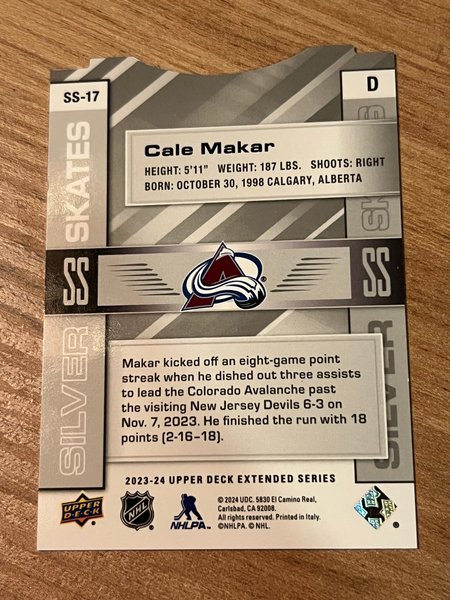 SS-17
D
SILVER SKATES
SS
Cale Makar
HEIGHT: 5'11" WEIGHT: 187 LBS. SHOOTS: RIGHT
BORN: OCTOBER 30, 1998 CALGARY, ALBERTA
A
SS
SILVER SK S
Makar kicked off an eight-game point
streak when he dished out three assists
to lead the Colorado Avalanche past
the visiting New Jersey Devils 6-3 on
Nov. 7, 2023. He finished the run with 18
points (2-16–18).
2023-24 UPPER DECK EXTENDED SERIES
UPPER
DECK
NHL
NHLPA
© 2024 UDC. 5830 El Camino Real,
Carlsbad, CA 92008.
All rights reserved. Printed in Italy.
©NHLPA. © NHL.